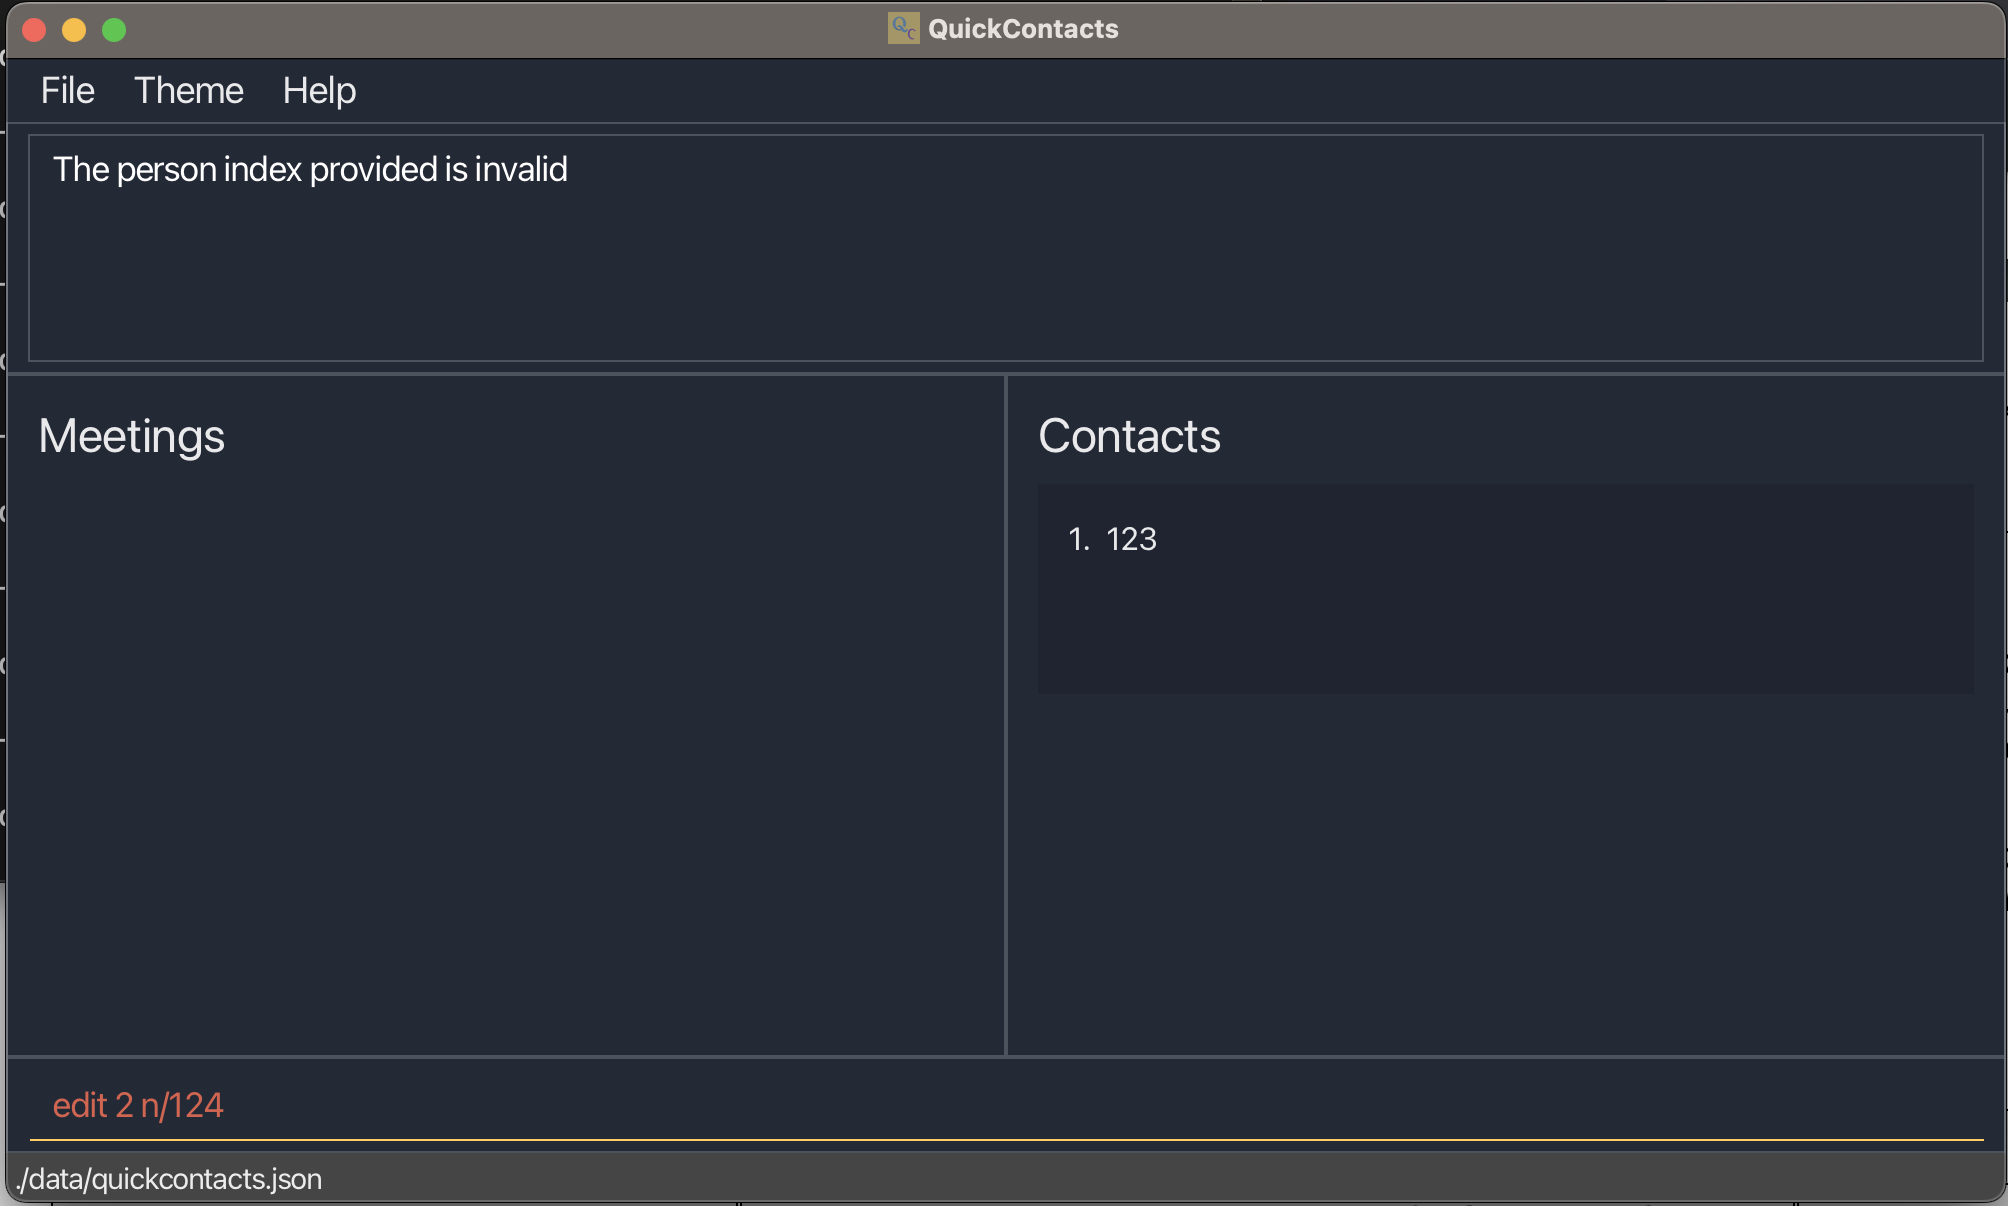 QuickContacts
File Theme Help
The person index provided is invalid
Meetings
Contacts
1. 123
edit 2 n/124
./data/quickcontacts.json